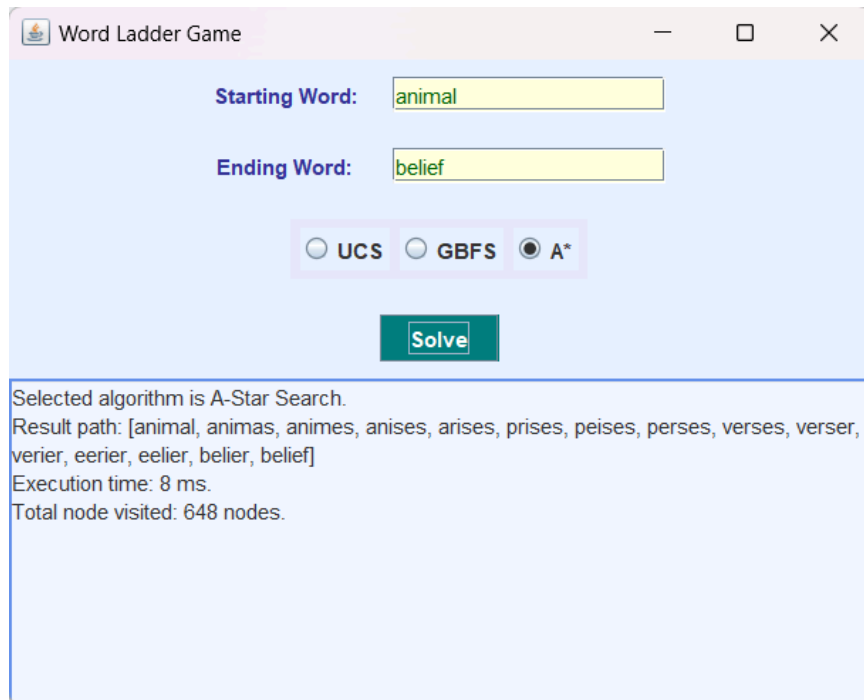 Word Ladder Game
Starting Word: animal
Ending Word: belief
UCS GBFS A*
Solve
Selected algorithm is A-Star Search.
Result path: [animal, animas, animes, anises, arises, prises, peises, perses, verses, verser,
verier, eerier, eelier, belier, belief]
Execution time: 8 ms.
Total node visited: 648 nodes.